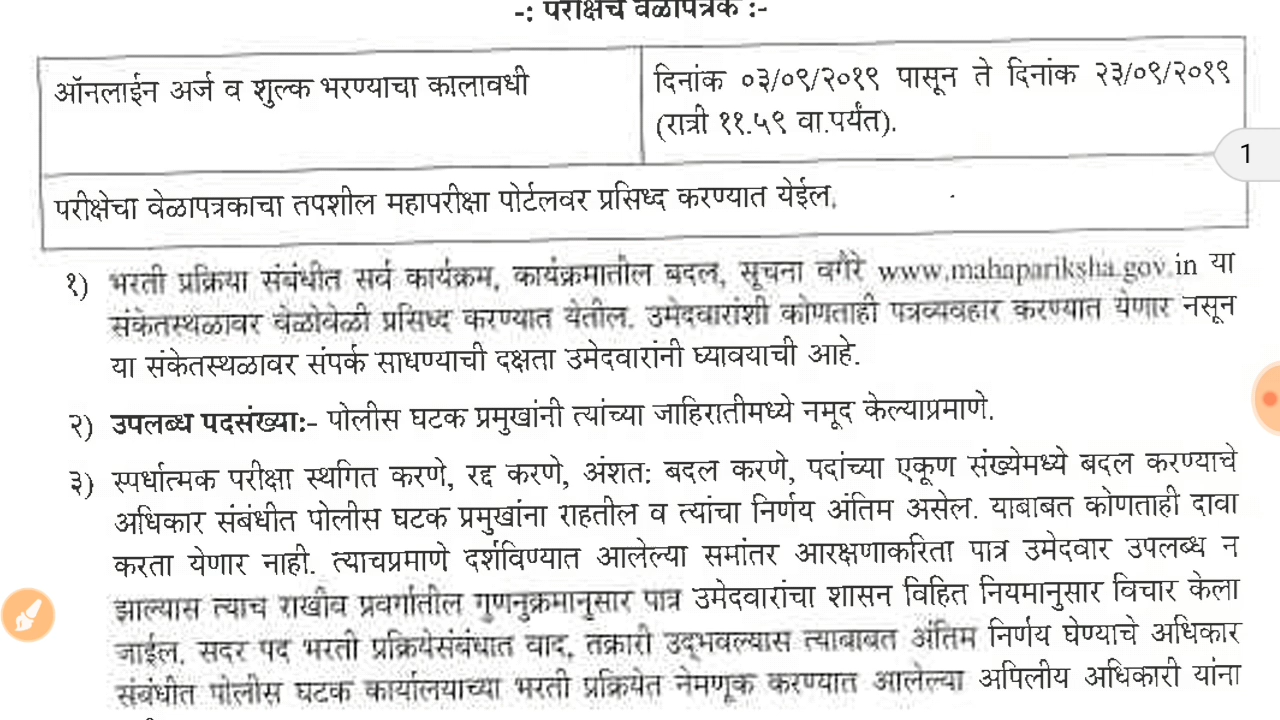 -: परीक्षेचे वेळापत्रक :-
ऑनलाईन अर्ज व शुल्क भरण्याचा कालावधी
दिनांक ०३/०९/२०१९ पासून ते दिनांक २३/०९/२०१९
(रात्री ११.५९ वा.पर्यंत).
1
परीक्षेचा वेळापत्रकाचा तपशील महापरीक्षा पोर्टलवर प्रसिध्द करण्यात येईल.
१) भरती प्रक्रिया संबंधीत सर्व कार्यक्रम, कार्यक्रमातील बदल, सूचना वगैरे www.mahapariksha.gov.in या
संकेतस्थळावर वेळोवेळी प्रसिध्द करण्यात येतील. उमेदवारांशी कोणताही पत्रव्यवहार करण्यात येणार नसून
या संकेतस्थळावर संपर्क साधण्याची दक्षता उमेदवारांनी घ्यावयाची आहे.
२) उपलब्ध पदसंख्या:- पोलीस घटक प्रमुखांनी त्यांच्या जाहिरातीमध्ये नमूद केल्याप्रमाणे.
३) स्पर्धात्मक परीक्षा स्थगित करणे, रद्द करणे, अंशत: बदल करणे, पदांच्या एकूण संख्येमध्ये बदल करण्याचे
अधिकार संबंधीत पोलीस घटक प्रमुखांना राहतील व त्यांचा निर्णय अंतिम असेल. याबाबत कोणताही दावा
करता येणार नाही. त्याचप्रमाणे दर्शविण्यात आलेल्या समांतर आरक्षणाकरिता पात्र उमेदवार उपलब्ध न
झाल्यास त्याच राखीव प्रवर्गातील गुणनुक्रमानुसार पात्र उमेदवारांचा शासन विहित नियमानुसार विचार केला
जाईल. सदर पद भरती प्रक्रियेसंबंधात वाद, तक्रारी उद्‌भवल्यास त्याबाबत अंतिम निर्णय घेण्याचे अधिकार
संबंधीत पोलीस घटक कार्यालयाच्या भरती प्रक्रियेत नेमणूक करण्यात आलेल्या अपिलीय अधिकारी यांना